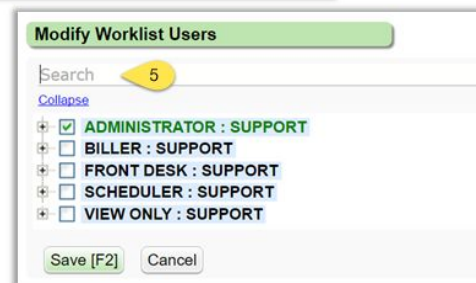 Modify Worklist Users
Search 5
Collapse
ADMINISTRATOR : SUPPORT
BILLER : SUPPORT
FRONT DESK : SUPPORT
SCHEDULER : SUPPORT
VIEW ONLY : SUPPORT
Save [F2] Cancel